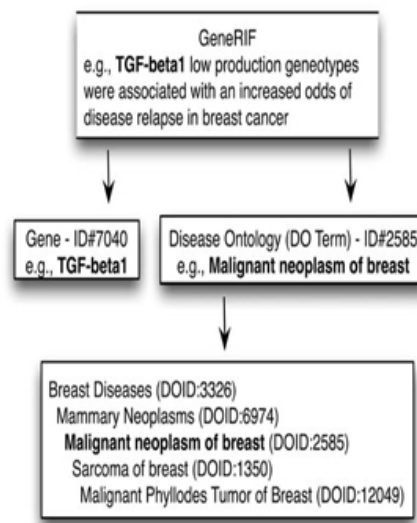 GeneRIF
e.g., TGF-beta1 low production geneotypes
were associated with an increased odds of
disease relapse in breast cancer
Gene - ID#7040
e.g., TGF-beta1
Disease Ontology (DO Term) - ID#2585
e.g., Malignant neoplasm of breast
Breast Diseases (DOID:3326)
Mammary Neoplasms (DOID:6974)
Malignant neoplasm of breast (DOID:2585)
Sarcoma of breast (DOID:1350)
Malignant Phyllodes Tumor of Breast (DOID:12049)